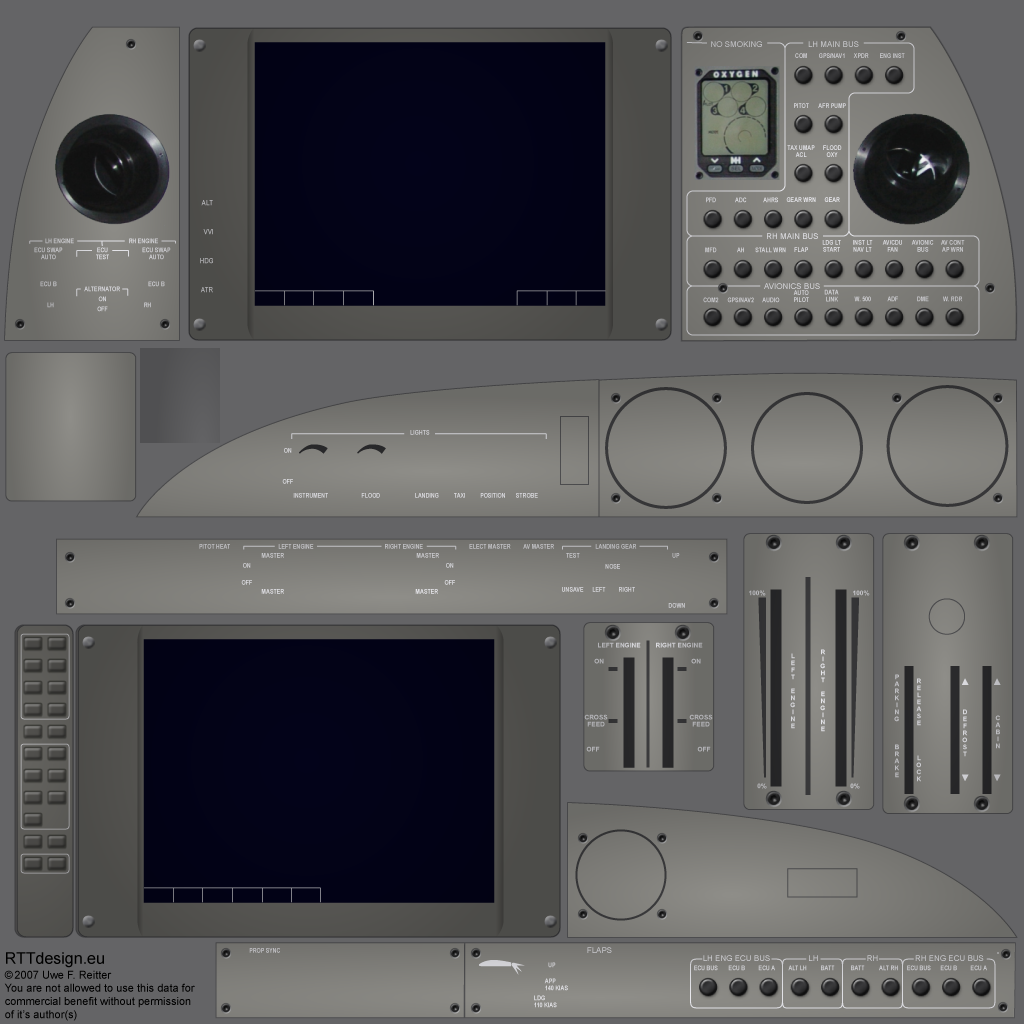 NO SMOKING
LH MAIN BUS
COM GPS/NAV1 XPDR ENG INST
OXYGEN
PITOT AFR PUMP
TAX UMAP ACL FLOOD OXY
PFD ADC AHRS GEAR WRN GEAR
RH MAIN BUS
MFD AH STALL WRN FLAP LDG LT START INST LT NAV LT AV/CDU FAN AVIONIC BUS AV CONT AP WRN
AVIONICS BUS
COM2 GPS/NAV2 AUDIO AUTO PILOT DATA LINK W. 500 ADF DME W. RDR
ALT
VVI
HDG
ATR
LH ENGINE RH ENGINE
ECU SWAP ECU ECU SWAP
AUTO TEST AUTO
ECU B ECU B
ALTERNATOR
ON
LH OFF RH
LIGHTS
ON
OFF
INSTRUMENT FLOOD LANDING TAXI POSITION STROBE
PITOT HEAT LEFT ENGINE RIGHT ENGINE ELECT MASTER AV MASTER LANDING GEAR
MASTER MASTER TEST UP
ON ON NOSE
OFF OFF
MASTER MASTER UNSAVE LEFT RIGHT
DOWN
LEFT ENGINE RIGHT ENGINE
ON ON
CROSS FEED CROSS FEED
OFF OFF
100% 100%
LEFT ENGINE
RIGHT ENGINE
0% 0%
PARKING BRAKE
RELEASE LOCK
DEFROST
CABIN
RTTdesign.eu
©2007 Uwe F. Reitter
You are not allowed to use this data for
commercial benefit without permission
of it's author(s)
PROP SYNC
FLAPS
UP
APP
140 KIAS
LDG
110 KIAS
LH ENG ECU BUS LH RH RH ENG ECU BUS
ECU BUS ECU B ECU A ALT LH BATT BATT ALT RH ECU BUS ECU B ECU A